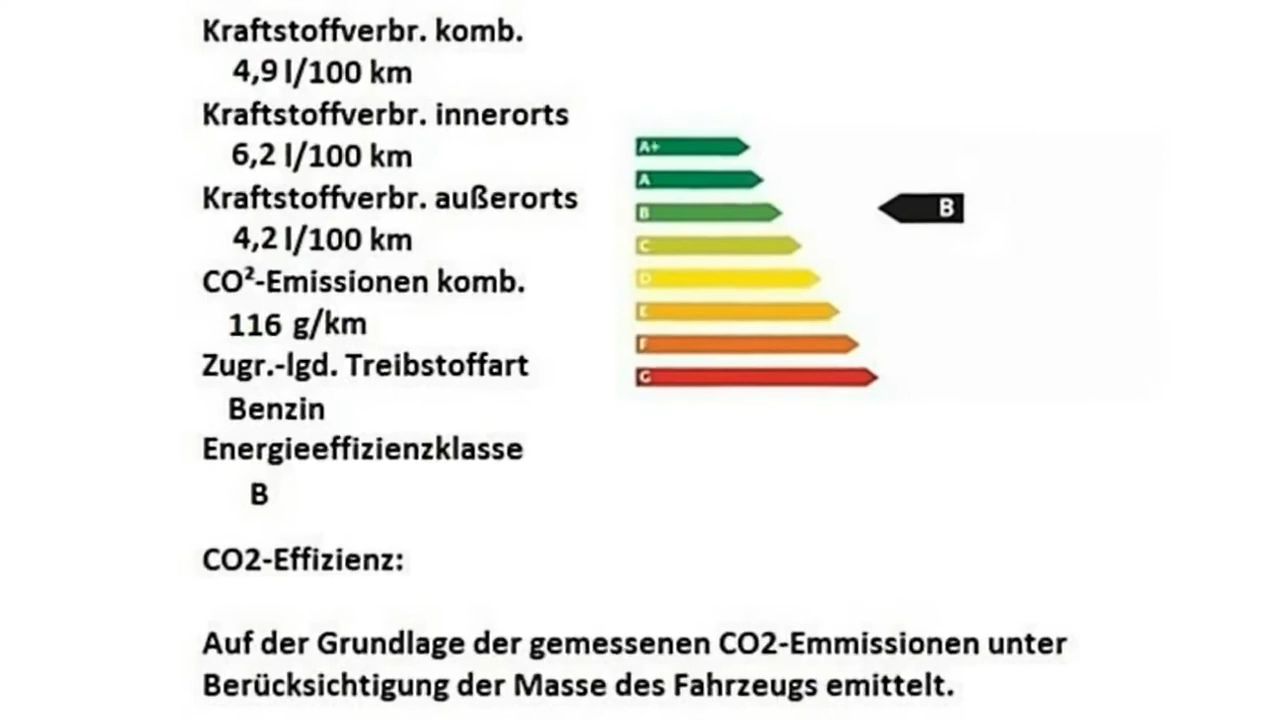 Kraftstoffverbr. komb.
4,9 l/100 km
Kraftstoffverbr. innerorts
6,2 l/100 km
Kraftstoffverbr. außerorts
4,2 l/100 km
CO²-Emissionen komb.
116 g/km
Zugr.-lgd. Treibstoffart
Benzin
Energieeffizienzklasse
B
A+
A
B
C
D
E
F
G
B
CO2-Effizienz:
Auf der Grundlage der gemessenen CO2-Emmissionen unter
Berücksichtigung der Masse des Fahrzeugs emittelt.